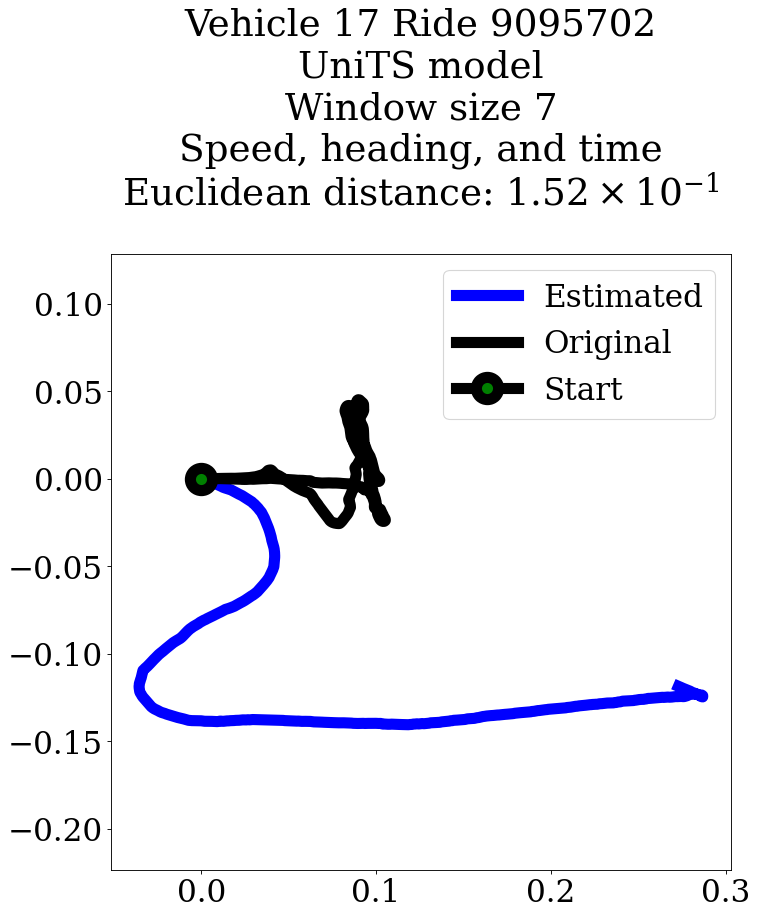 Vehicle 17 Ride 9095702
UniTS model
Window size 7
Speed, heading, and time
Euclidean distance: 1.52 × 10⁻¹
Estimated
Original
Start
0.10
0.05
0.00
−0.05
−0.10
−0.15
−0.20
0.0 0.1 0.2 0.3